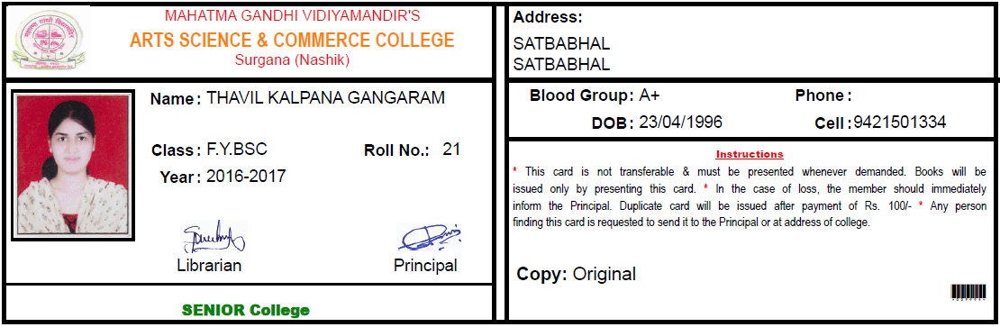 MAHATMA GANDHI VIDIYAMANDIR'S
ARTS SCIENCE & COMMERCE COLLEGE
Surgana (Nashik)
Name : THAVIL KALPANA GANGARAM
Class : F.Y.BSC Roll No.: 21
Year : 2016-2017
Librarian Principal
SENIOR College
Address:
SATBABHAL
SATBABHAL
Blood Group: A+ Phone :
DOB: 23/04/1996 Cell :9421501334
Instructions
* This card is not transferable & must be presented whenever demanded. Books will be
issued only by presenting this card. * In the case of loss, the member should immediately
inform the Principal. Duplicate card will be issued after payment of Rs. 100/- * Any person
finding this card is requested to send it to the Principal or at address of college.
Copy: Original